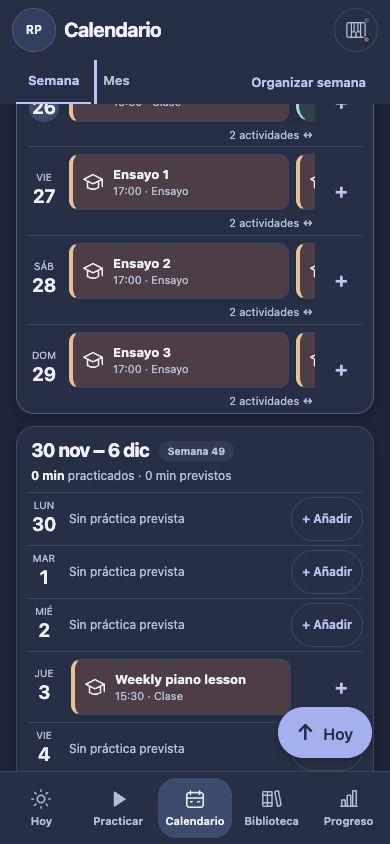 RP
Calendario
Semana
Mes
Organizar semana
26
+
2 actividades ↔
VIE
27
Ensayo 1
17:00 · Ensayo
+
2 actividades ↔
SÁB
28
Ensayo 2
17:00 · Ensayo
+
2 actividades ↔
DOM
29
Ensayo 3
17:00 · Ensayo
+
2 actividades ↔
30 nov – 6 dic
Semana 49
0 min practicados · 0 min previstos
LUN
30
Sin práctica prevista
+ Añadir
MAR
1
Sin práctica prevista
+ Añadir
MIÉ
2
Sin práctica prevista
+ Añadir
JUE
3
Weekly piano lesson
15:30 · Clase
+
VIE
4
Sin práctica prevista
↑ Hoy
Hoy
Practicar
Calendario
Biblioteca
Progreso